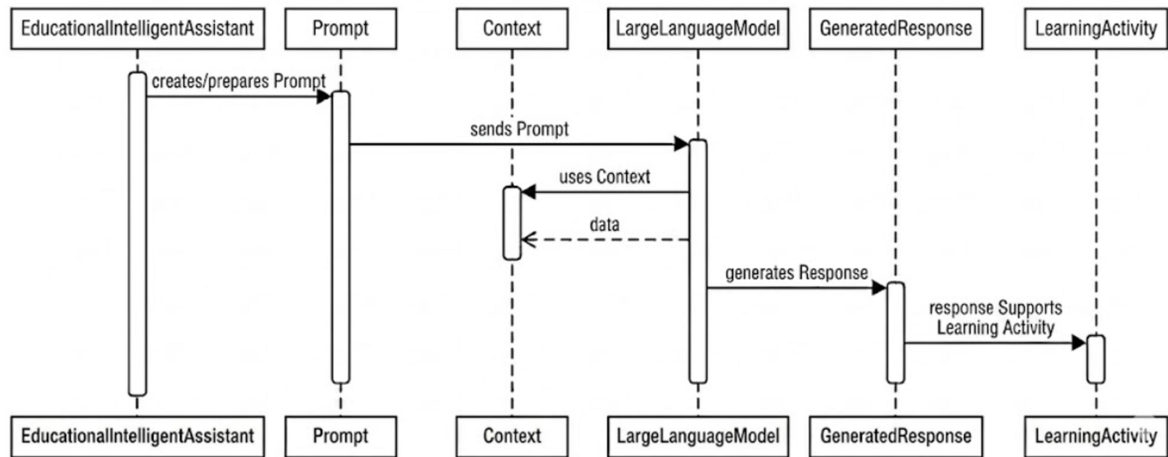 EducationalIntelligentAssistant
Prompt
Context
LargeLanguageModel
GeneratedResponse
LearningActivity
creates/prepares Prompt
sends Prompt
uses Context
data
generates Response
response Supports
Learning Activity
EducationalIntelligentAssistant
Prompt
Context
LargeLanguageModel
GeneratedResponse
LearningActivity